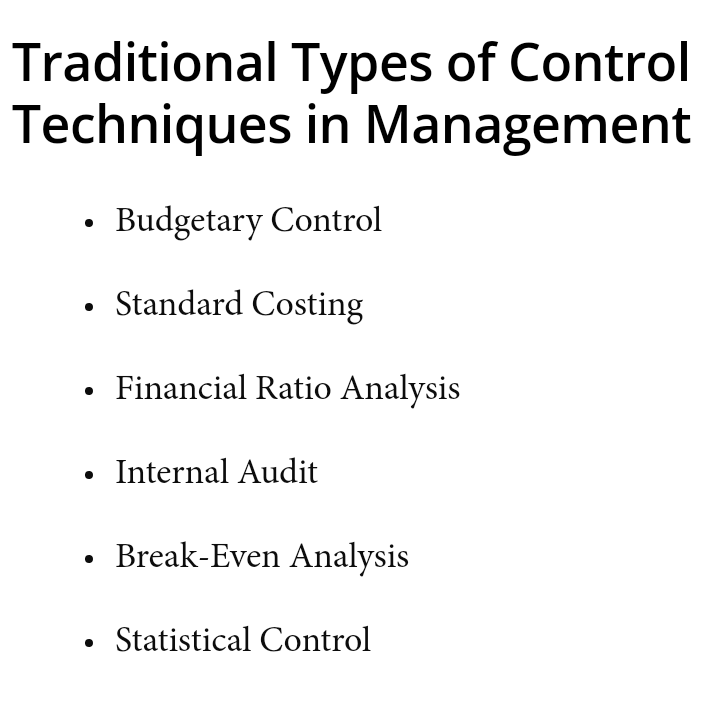 Traditional Types of Control
Techniques in Management
• Budgetary Control
• Standard Costing
• Financial Ratio Analysis
• Internal Audit
• Break-Even Analysis
• Statistical Control